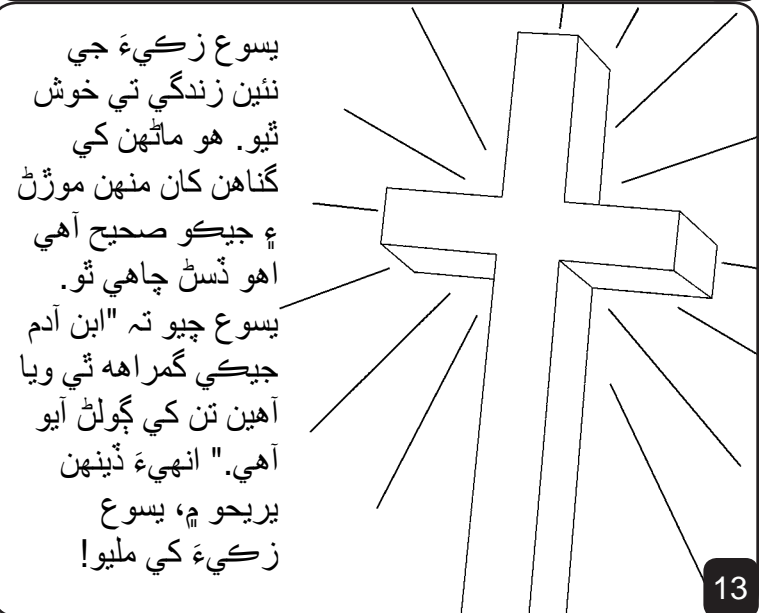 يسوع زڪيءَ جي
نئين زندگي تي خوش
ٿيو. هو ماڻهن کي
گناهن کان منهن موڙڻ
۽ جيڪو صحيح آهي
اهو ڏسڻ چاهي ٿو.
يسوع چيو تہ "ابن آدم
جيڪي گمراهه ٿي ويا
آهين تن کي ڳولڻ آيو
آهي." انهيءَ ڏينهن
يريحو ۾، يسوع
زڪيءَ کي مليو!
13